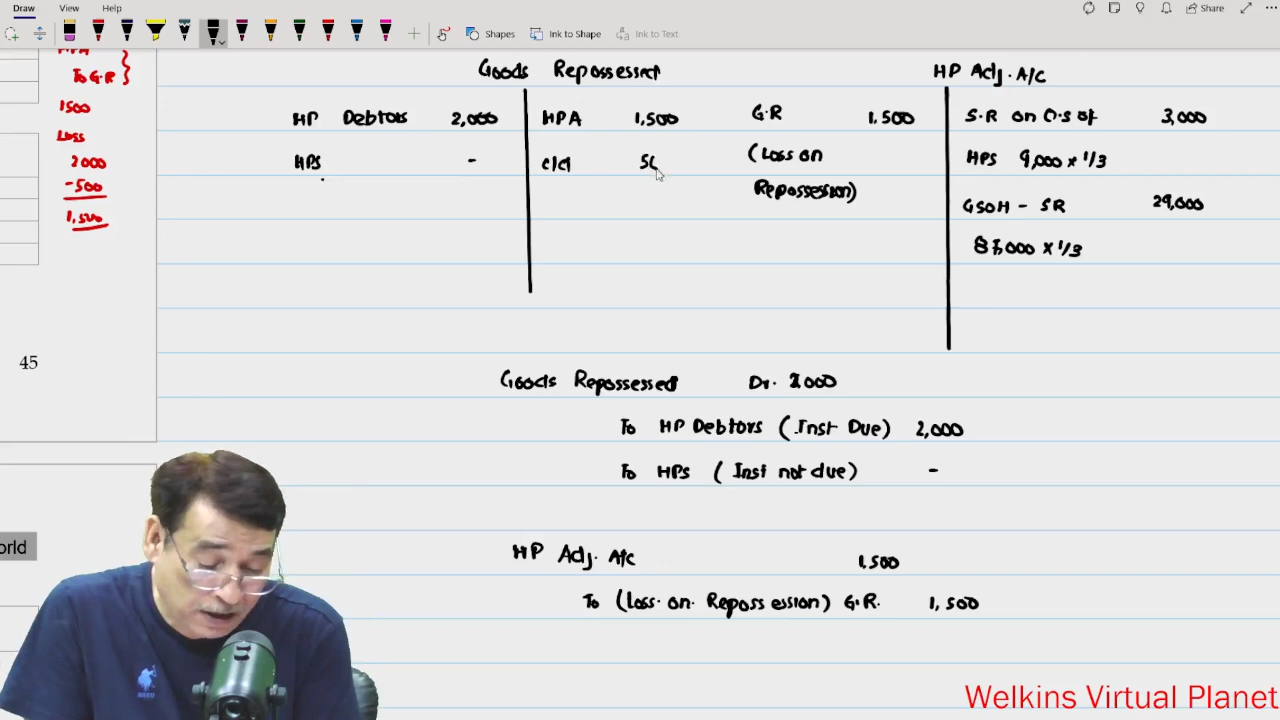 Draw View Help
Share
Shapes Ink to Shape Ink to Text
HPA
To G.R
1500
Loss
2000
-500
1,500
45
orld
Goods Repossessed
HP Debtors 2,000 HPA 1,500
HPS - c/d 50
HP Adj. A/C
G.R 1,500 S.R on O.S of 3,000
(Loss on HPS 9,000 x 1/3
Repossession)
GSOH - SR 29,000
87,000 x 1/3
Goods Repossessed Dr. 2000
To HP Debtors (Inst Due) 2,000
To HPS (Inst not due) -
HP Adj. A/C 1,500
To (Loss on Repossession) G.R. 1,500
Welkins Virtual Planet